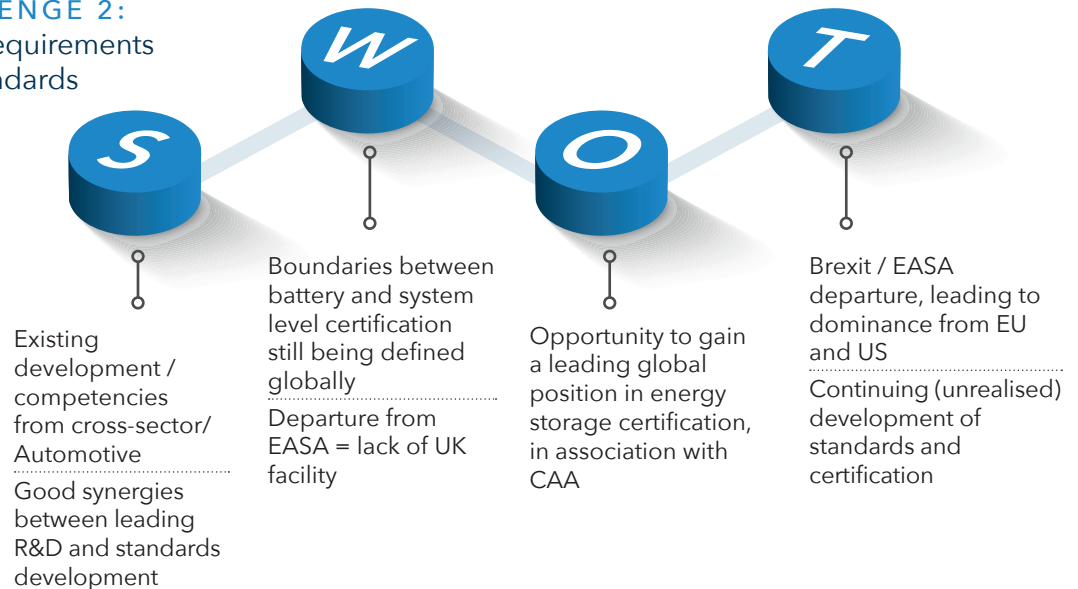 ENGE 2:
equirements
ndards
S
W
O
T
Existing
development /
competencies
from cross-sector/
Automotive
Good synergies
between leading
R&D and standards
development
Boundaries between
battery and system
level certification
still being defined
globally
Departure from
EASA = lack of UK
facility
Opportunity to gain
a leading global
position in energy
storage certification,
in association with
CAA
Brexit / EASA
departure, leading to
dominance from EU
and US
Continuing (unrealised)
development of
standards and
certification